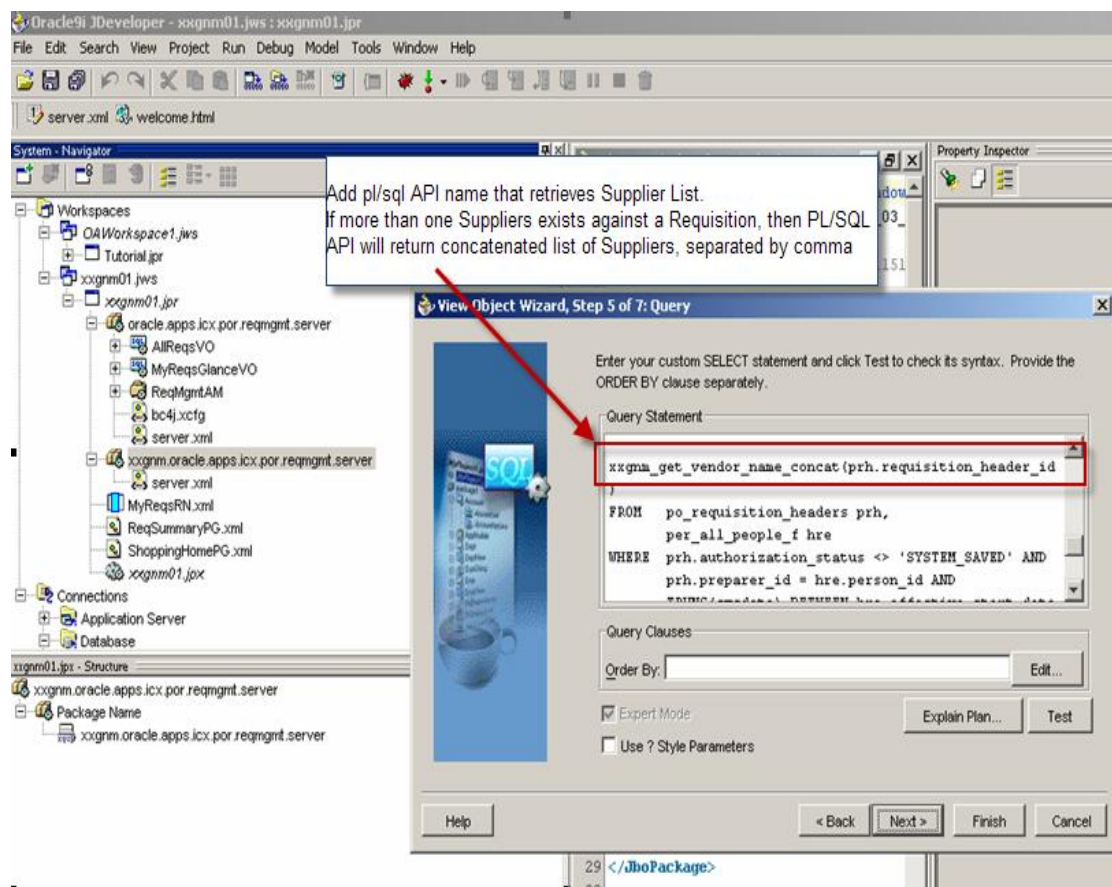 Oracle9i JDeveloper - xxgnm01.jws : xxgnm01.jpr
File Edit Search View Project Run Debug Model Tools Window Help
server.xml welcome.html
System - Navigator
Property Inspector
Add pl/sql API name that retrieves Supplier List.
If more than one Suppliers exists against a Requisition, then PL/SQL
API will return concatenated list of Suppliers, separated by comma
_03_
1151
Workspaces
OAWorkspace1.jws
Tutorial.jpr
xxgnm01.jws
xxgnm01.jpr
oracle.apps.icx.por.reqmgmt.server
AllReqsVO
MyReqsGlanceVO
ReqMgmtAM
bc4j.xcfg
server.xml
xxgnm.oracle.apps.icx.por.reqmgmt.server
server.xml
MyReqsRN.xml
ReqSummaryPG.xml
ShoppingHomePG.xml
xxgnm01.jpx
Connections
Application Server
Database
xxgnm01.jpx - Structure
xxgnm.oracle.apps.icx.por.reqmgmt.server
Package Name
xxgnm.oracle.apps.icx.por.reqmgmt.server
View Object Wizard, Step 5 of 7: Query
Enter your custom SELECT statement and click Test to check its syntax. Provide the
ORDER BY clause separately.
SQL
Query Statement
xxgnm_get_vendor_name_concat(prh.requisition_header_id
)
FROM po_requisition_headers prh,
per_all_people_f hre
WHERE prh.authorization_status <> 'SYSTEM_SAVED' AND
prh.preparer_id = hre.person_id AND
Query Clauses
Order By: Edit...
Expert Mode
Explain Plan... Test
Use ? Style Parameters
Help < Back Next > Finish Cancel
29 </JboPackage>